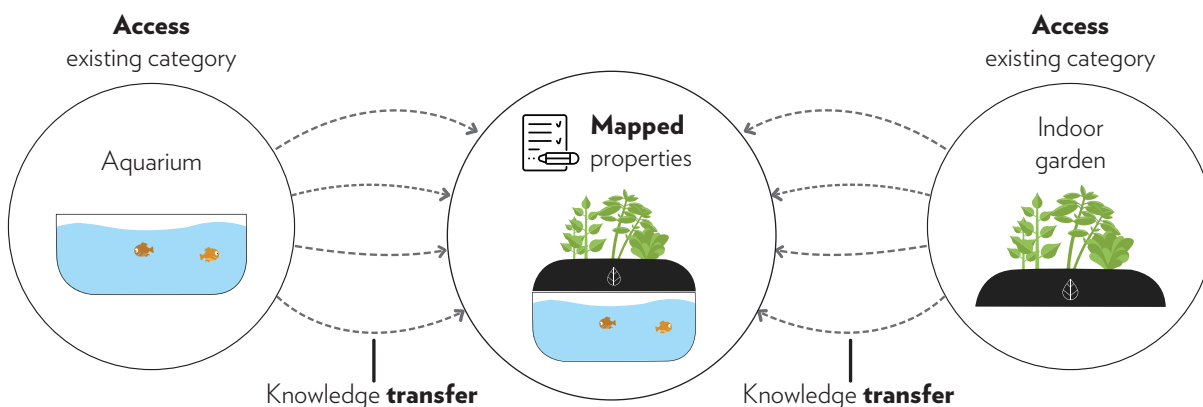 Access
existing category
Aquarium
Knowledge transfer
Mapped
properties
Access
existing category
Indoor
garden
Knowledge transfer